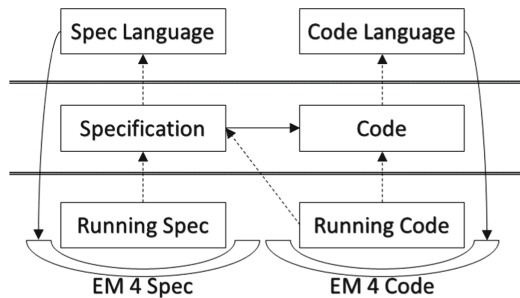 Spec Language
Code Language
Specification
Code
Running Spec
Running Code
EM 4 Spec
EM 4 Code